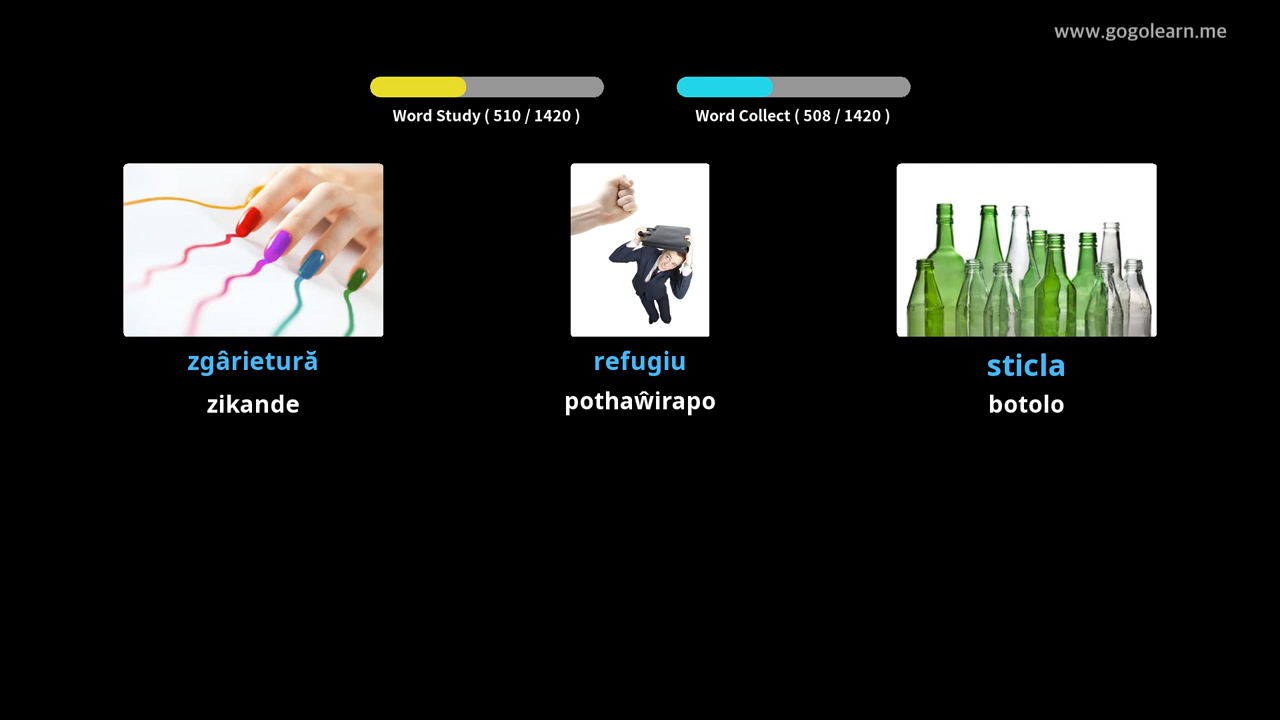 www.gogolearn.me
Word Study ( 510 / 1420 )
Word Collect ( 508 / 1420 )
zgârietură
refugiu
sticla
zikande
pothaŵirapo
botolo